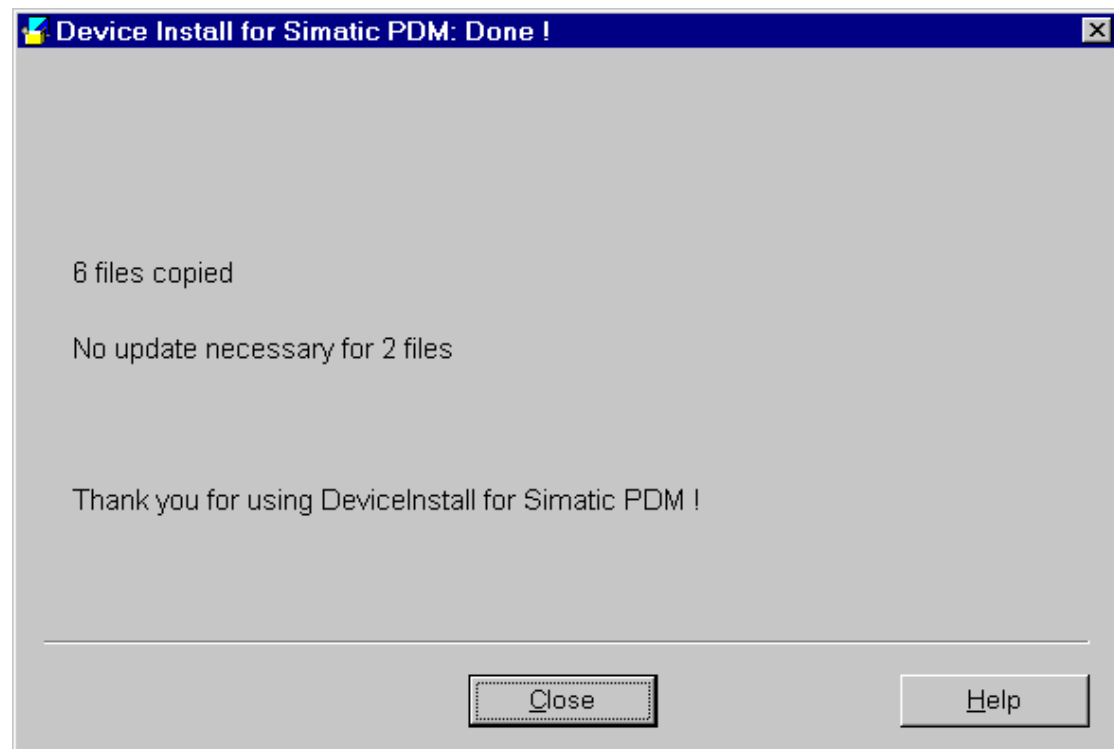 Device Install for Simatic PDM: Done !
6 files copied
No update necessary for 2 files
Thank you for using DeviceInstall for Simatic PDM !
Close
Help